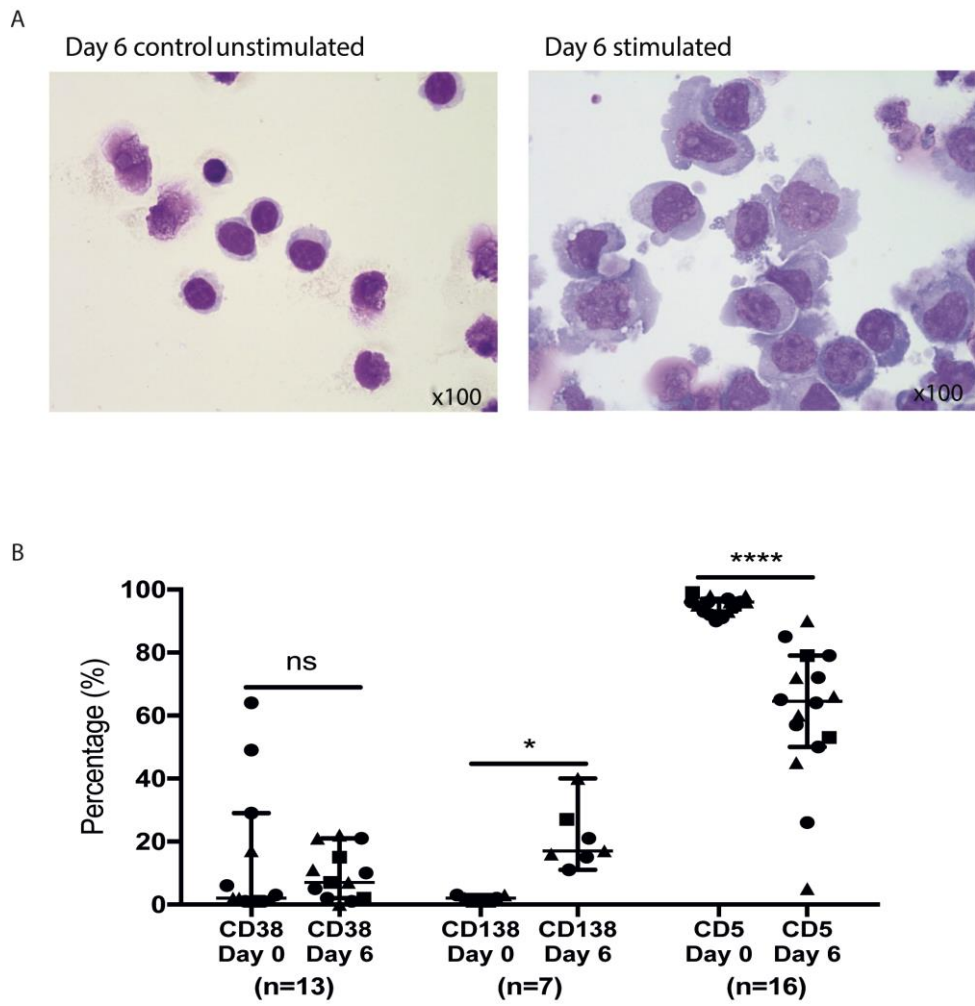 A
Day 6 control unstimulated
Day 6 stimulated
x100
x100
B
Percentage (%)
100
80
60
40
20
0
ns
*
****
CD38 Day 0
CD38 Day 6
CD138 Day 0
CD138 Day 6
CD5 Day 0
CD5 Day 6
(n=13)
(n=7)
(n=16)